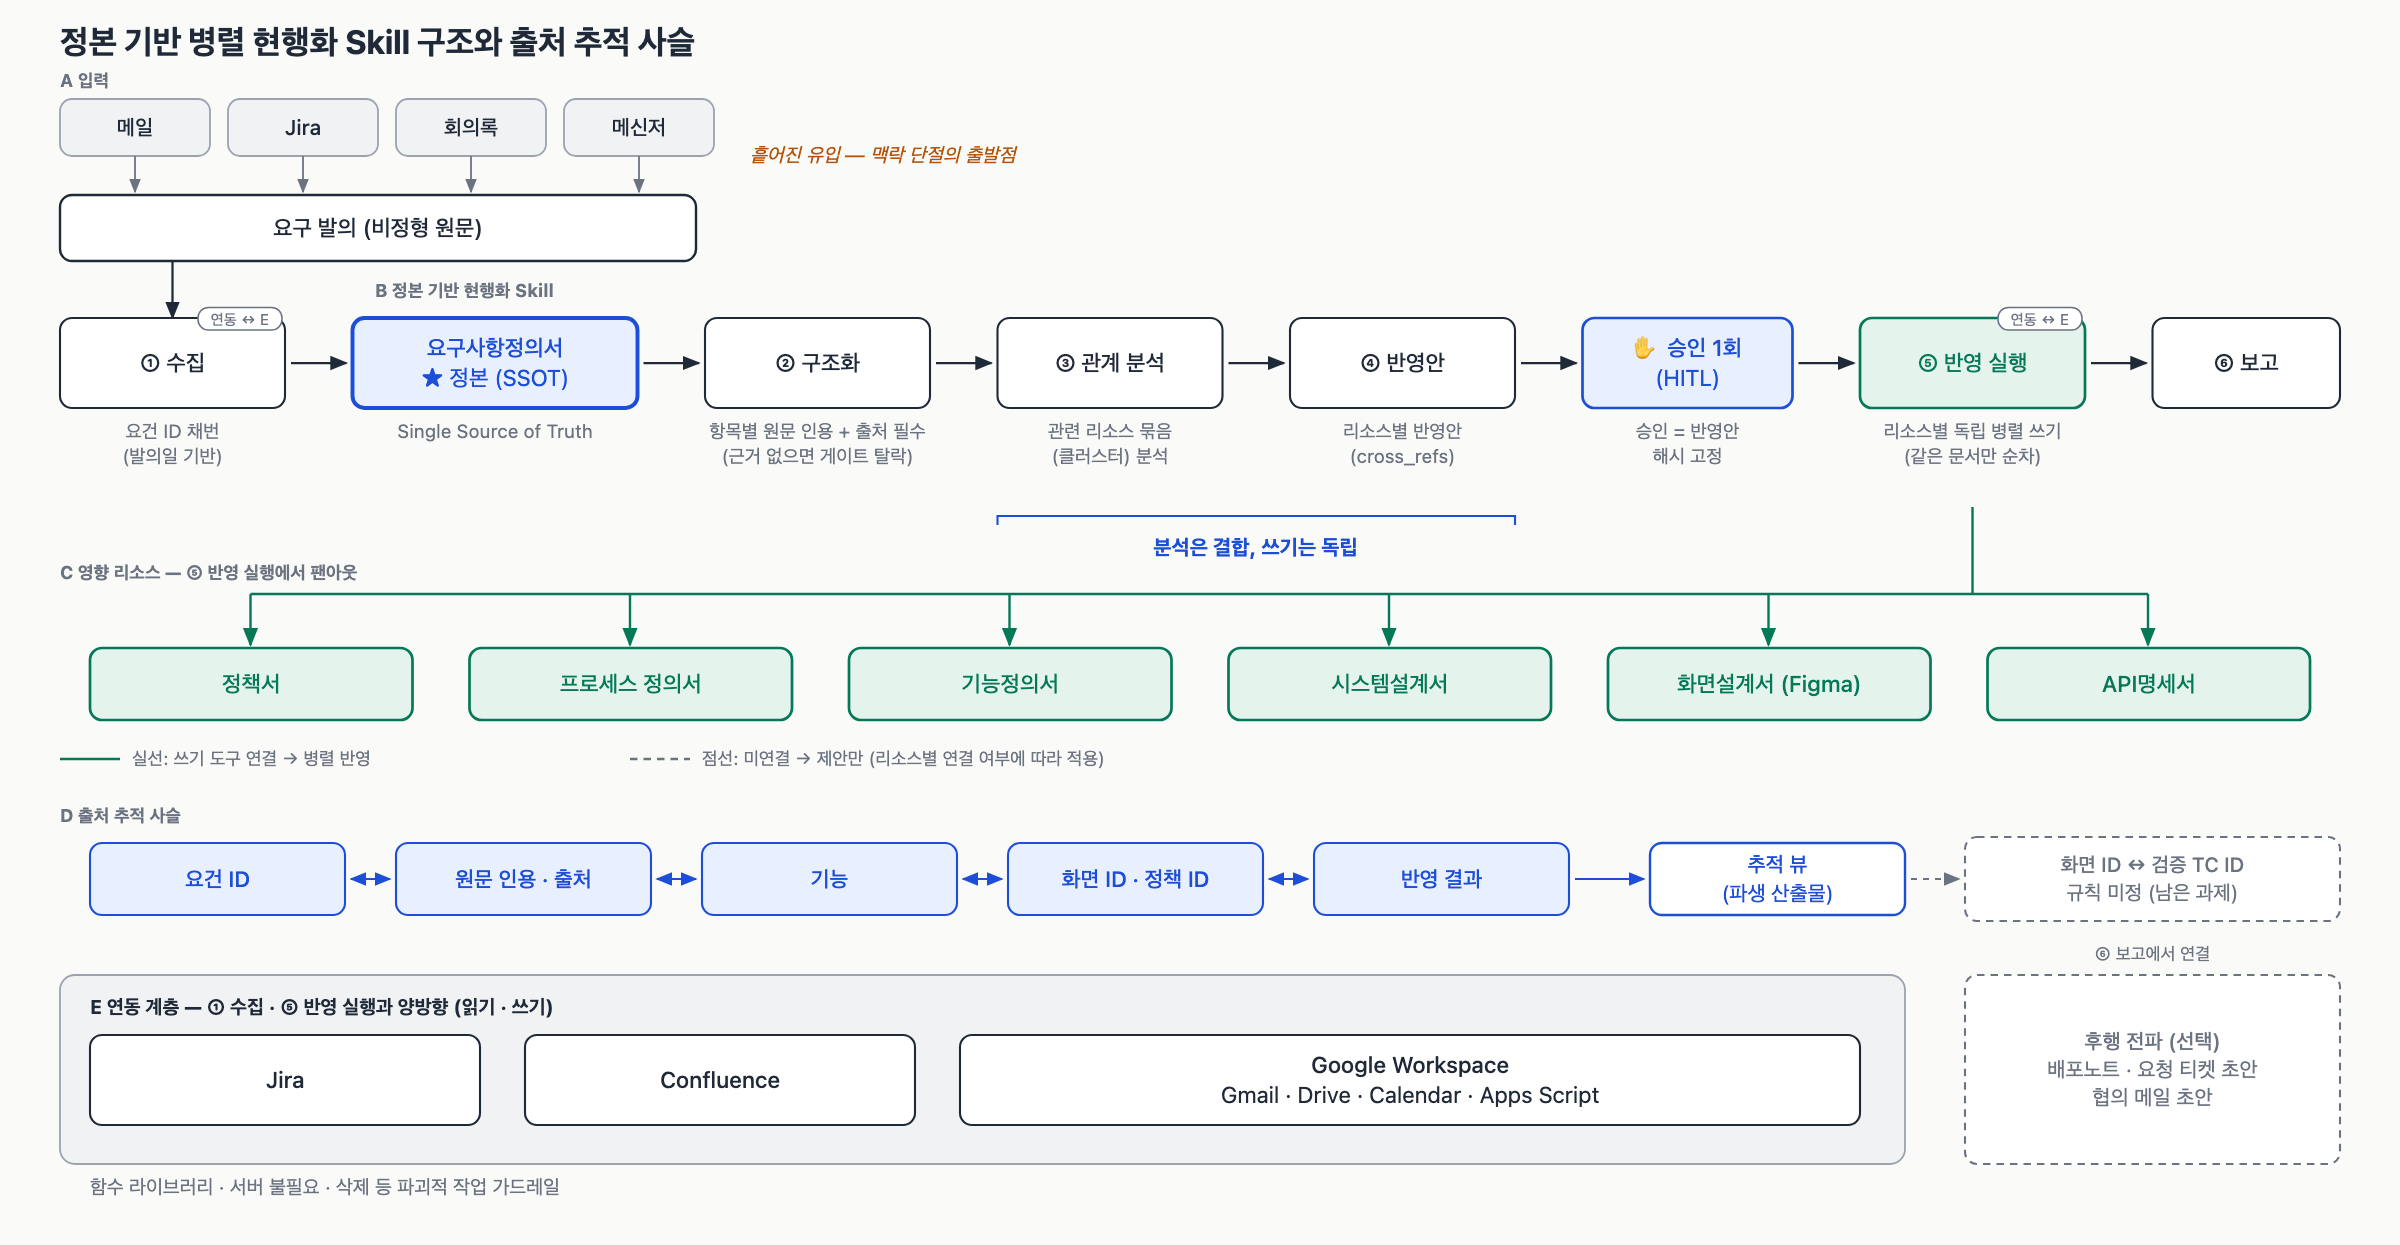 정본 기반 병렬 현행화 Skill 구조와 출처 추적 사슬
A 입력
메일
Jira
회의록
메신저
흩어진 유입 — 맥락 단절의 출발점
요구 발의 (비정형 원문)
B 정본 기반 현행화 Skill
연동 ↔ E
① 수집
요건 ID 채번
(발의일 기반)
요구사항정의서
★ 정본 (SSOT)
Single Source of Truth
② 구조화
항목별 원문 인용 + 출처 필수
(근거 없으면 게이트 탈락)
③ 관계 분석
관련 리소스 묶음
(클러스터) 분석
④ 반영안
리소스별 반영안
(cross_refs)
✋ 승인 1회
(HITL)
승인 = 반영안
해시 고정
연동 ↔ E
⑤ 반영 실행
리소스별 독립 병렬 쓰기
(같은 문서만 순차)
⑥ 보고
분석은 결합, 쓰기는 독립
C 영향 리소스 — ⑤ 반영 실행에서 팬아웃
정책서
프로세스 정의서
기능정의서
시스템설계서
화면설계서 (Figma)
API명세서
실선: 쓰기 도구 연결 → 병렬 반영
점선: 미연결 → 제안만 (리소스별 연결 여부에 따라 적용)
D 출처 추적 사슬
요건 ID
원문 인용 · 출처
기능
화면 ID · 정책 ID
반영 결과
추적 뷰
(파생 산출물)
화면 ID ↔ 검증 TC ID
규칙 미정 (남은 과제)
⑥ 보고에서 연결
E 연동 계층 — ① 수집 · ⑤ 반영 실행과 양방향 (읽기 · 쓰기)
Jira
Confluence
Google Workspace
Gmail · Drive · Calendar · Apps Script
후행 전파 (선택)
배포노트 · 요청 티켓 초안
협의 메일 초안
함수 라이브러리 · 서버 불필요 · 삭제 등 파괴적 작업 가드레일